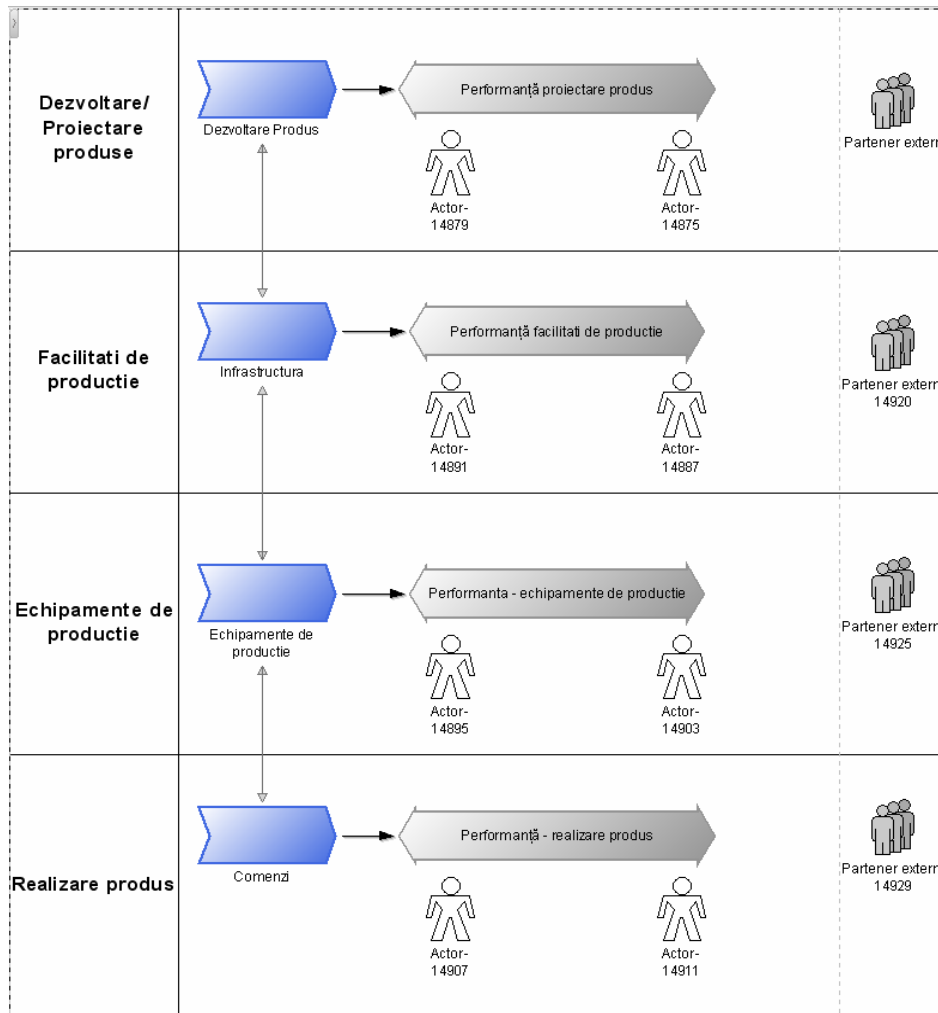 Dezvoltare/
Proiectare
produse
Dezvoltare Produs
Performanță proiectare produs
Actor-
14879
Actor-
14875
Partener extern
Facilitati de
productie
Infrastructura
Performanță facilitati de productie
Actor-
14891
Actor-
14887
Partener extern
14920
Echipamente de
productie
Echipamente de
productie
Performanta - echipamente de productie
Actor-
14895
Actor-
14903
Partener extern
14925
Realizare produs
Comenzi
Performanță - realizare produs
Actor-
14907
Actor-
14911
Partener extern
14929